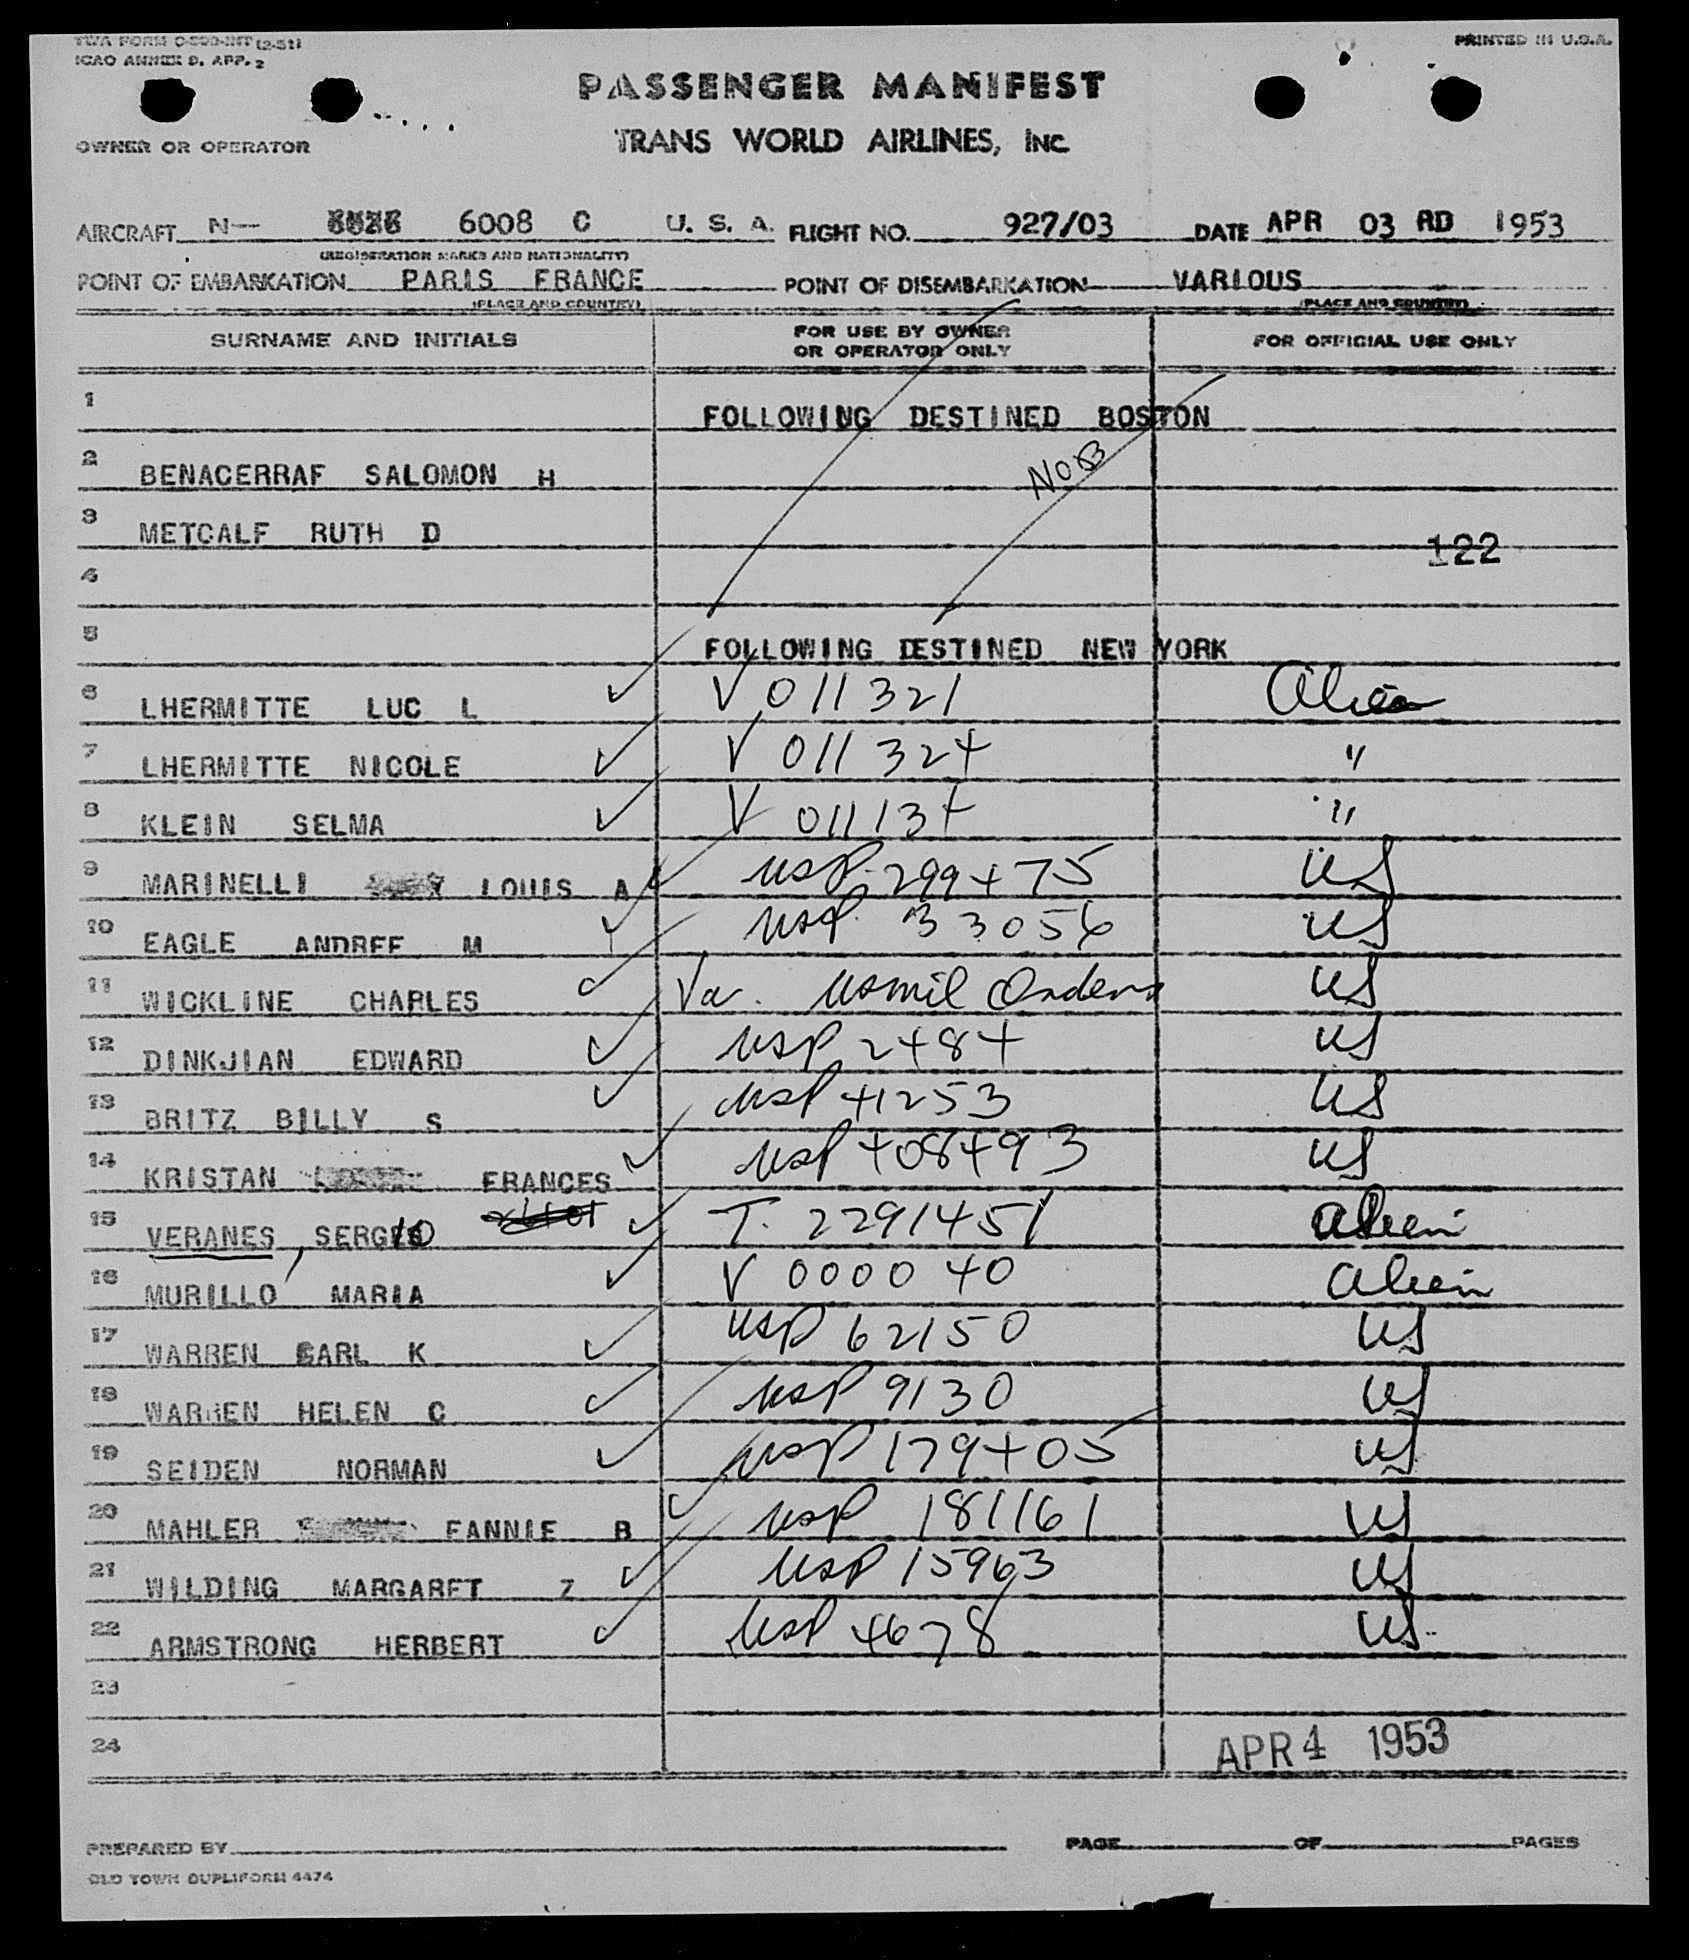 TWA FORM C-500-INT (2-51)
ICAO ANNEX 9. APP. 2
PRINTED IN U.S.A.
PASSENGER MANIFEST
OWNER OR OPERATOR
TRANS WORLD AIRLINES, INC
AIRCRAFT N- 6008 C U. S. A. FLIGHT NO. 927/03 DATE APR 03 RD 1953
(REGISTRATION MARKS AND NATIONALITY)
POINT OF EMBARKATION PARIS FRANCE POINT OF DISEMBARKATION VARIOUS
(PLACE AND COUNTRY) (PLACE AND COUNTRY)
SURNAME AND INITIALS FOR USE BY OWNER OR OPERATOR ONLY FOR OFFICIAL USE ONLY
1 FOLLOWING DESTINED BOSTON
2 BENACERRAF SALOMON H
3 METCALF RUTH D 122
4
5 FOLLOWING DESTINED NEW YORK
6 LHERMITTE LUC L V 011321 Alien
7 LHERMITTE NICOLE V 011324 "
8 KLEIN SELMA V 011134 "
9 MARINELLI LOUIS A USP 299475 US
10 EAGLE ANDREE M USP 33056 US
11 WICKLINE CHARLES Va. US mil Orders US
12 DINKJIAN EDWARD USP 2484 US
13 BRITZ BILLY S USP 41253 US
14 KRISTAN FRANCES USP 408493 US
15 VERANES, SERGIO T. 2291451 Alien
16 MURILLO MARIA V 0000 40 Alien
17 WARREN EARL K USP 62150 US
18 WARREN HELEN C USP 9130 US
19 SEIDEN NORMAN USP 179405 US
20 MAHLER FANNIE B USP 181161 US
21 WILDING MARGARET Z USP 15963 US
22 ARMSTRONG HERBERT USP 4678 US
23
24 APR 4 1953
PREPARED BY PAGE OF PAGES
OLD TOWN DUPLIFORM 4474